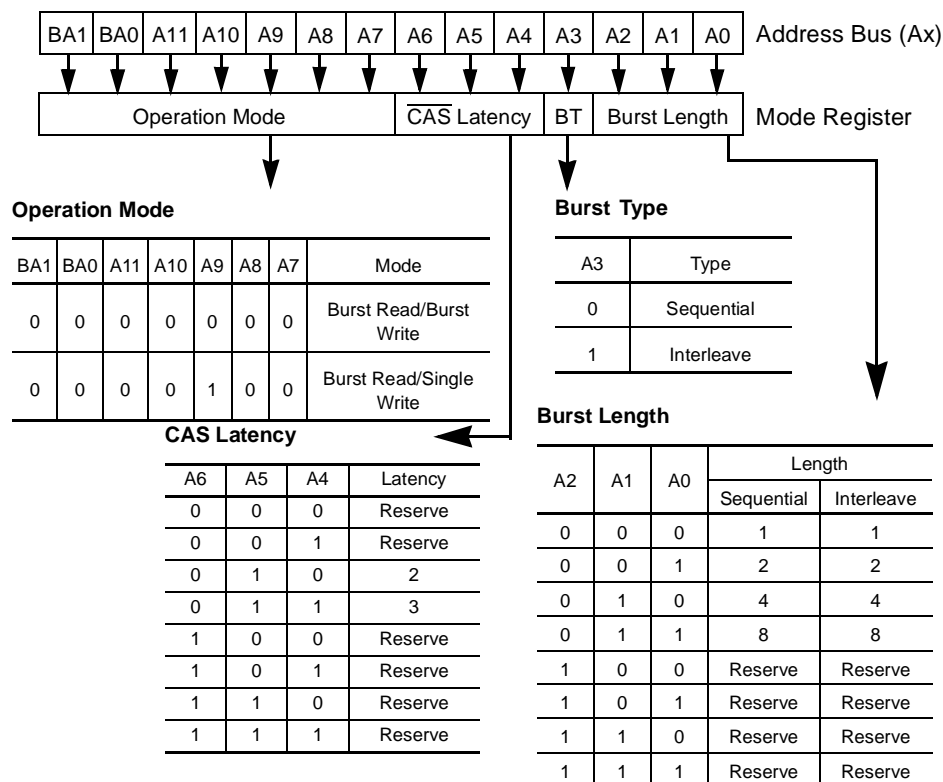 BA1 BA0 A11 A10 A9 A8 A7 A6 A5 A4 A3 A2 A1 A0 Address Bus (Ax)
Operation Mode CAS Latency BT Burst Length Mode Register
Operation Mode
BA1 BA0 A11 A10 A9 A8 A7 Mode
0 0 0 0 0 0 0 Burst Read/Burst
Write
0 0 0 0 1 0 0 Burst Read/Single
Write
Burst Type
A3 Type
0 Sequential
1 Interleave
CAS Latency
A6 A5 A4 Latency
0 0 0 Reserve
0 0 1 Reserve
0 1 0 2
0 1 1 3
1 0 0 Reserve
1 0 1 Reserve
1 1 0 Reserve
1 1 1 Reserve
Burst Length
A2 A1 A0 Length
Sequential Interleave
0 0 0 1 1
0 0 1 2 2
0 1 0 4 4
0 1 1 8 8
1 0 0 Reserve Reserve
1 0 1 Reserve Reserve
1 1 0 Reserve Reserve
1 1 1 Reserve Reserve